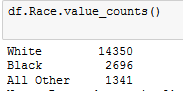 df.Race.value_counts()
White 14350
Black 2696
All Other 1341